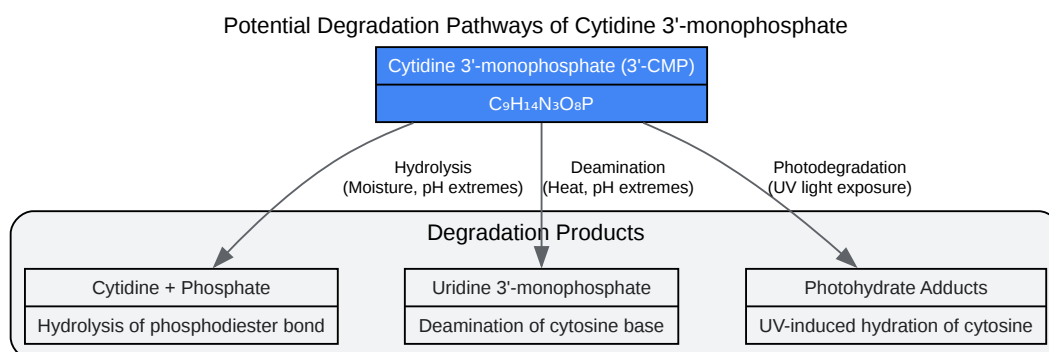 Potential Degradation Pathways of Cytidine 3'-monophosphate
Cytidine 3'-monophosphate (3'-CMP)
C₉H₁₄N₃O₈P
Hydrolysis
(Moisture, pH extremes)
Deamination
(Heat, pH extremes)
Photodegradation
(UV light exposure)
Degradation Products
Cytidine + Phosphate
Hydrolysis of phosphodiester bond
Uridine 3'-monophosphate
Deamination of cytosine base
Photohydrate Adducts
UV-induced hydration of cytosine